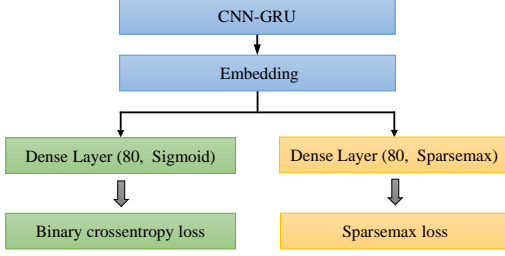 CNN-GRU
Embedding
Dense Layer (80, Sigmoid)
Dense Layer (80, Sparsemax)
Binary crossentropy loss
Sparsemax loss